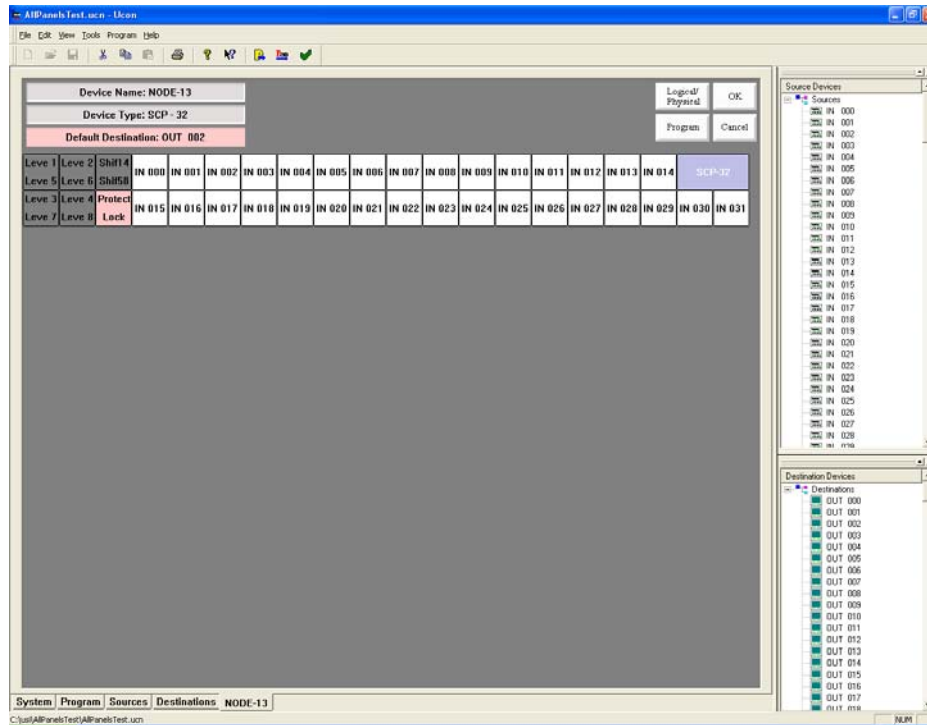 AllPanelsTest.ucn - Ucon
File Edit View Tools Program Help
Device Name: NODE-13
Device Type: SCP - 32
Default Destination: OUT 002
Logical/ Physical
OK
Program
Cancel
Leve 1 Leve 2 Shif14
Leve 5 Leve 6 Shif58
IN 000 IN 001 IN 002 IN 003 IN 004 IN 005 IN 006 IN 007 IN 008 IN 009 IN 010 IN 011 IN 012 IN 013 IN 014 SCP-32
Leve 3 Leve 4 Protect
Leve 7 Leve 8 Lock
IN 015 IN 016 IN 017 IN 018 IN 019 IN 020 IN 021 IN 022 IN 023 IN 024 IN 025 IN 026 IN 027 IN 028 IN 029 IN 030 IN 031
Source Devices
Sources
IN 000
IN 001
IN 002
IN 003
IN 004
IN 005
IN 006
IN 007
IN 008
IN 009
IN 010
IN 011
IN 012
IN 013
IN 014
IN 015
IN 016
IN 017
IN 018
IN 019
IN 020
IN 021
IN 022
IN 023
IN 024
IN 025
IN 026
IN 027
IN 028
IN 029
Destination Devices
Destinations
OUT 000
OUT 001
OUT 002
OUT 003
OUT 004
OUT 005
OUT 006
OUT 007
OUT 008
OUT 009
OUT 010
OUT 011
OUT 012
OUT 013
OUT 014
OUT 015
OUT 016
OUT 017
OUT 018
System Program Sources Destinations NODE-13
C:\usl\AllPanelsTest\AllPanelsTest.ucn
NUM